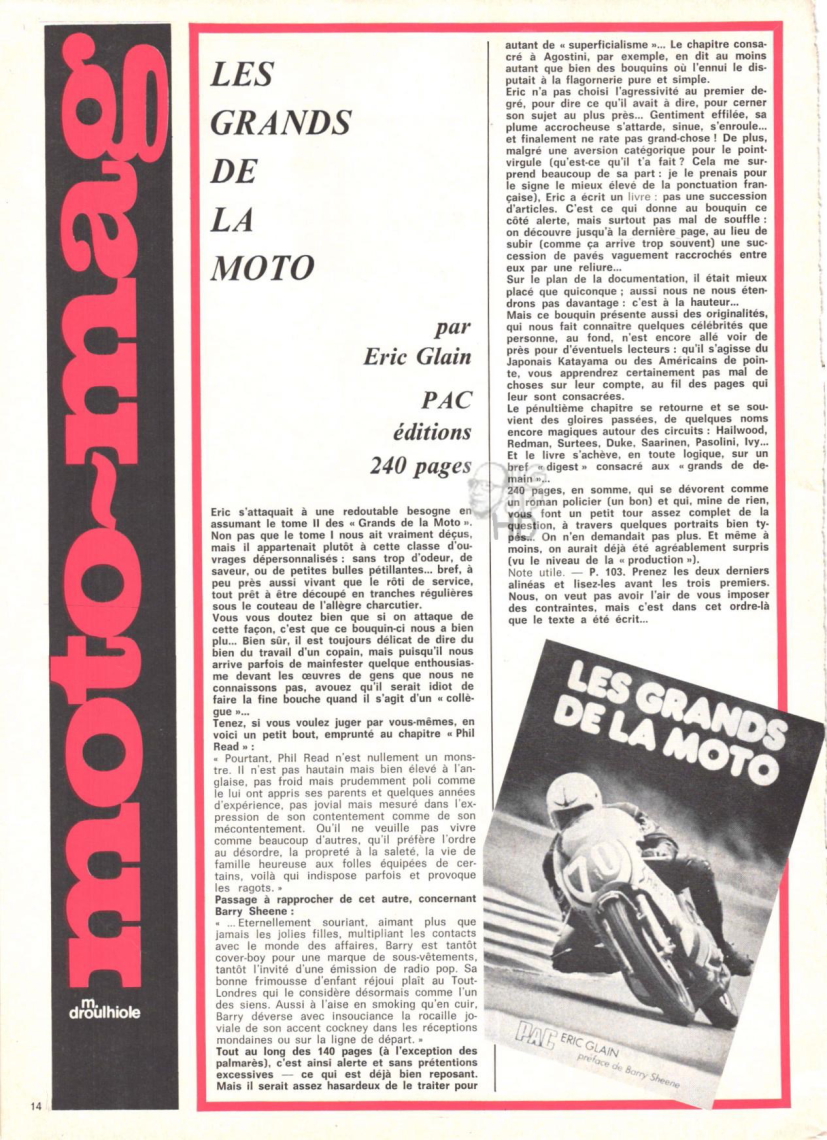 moto-mag
m.
droulhiole
LES
GRANDS
DE
LA
MOTO
par
Eric Glain
PAC
éditions
240 pages
Eric s'attaquait à une redoutable besogne en
assumant le tome II des « Grands de la Moto ».
Non pas que le tome I nous ait vraiment déçus,
mais il appartenait plutôt à cette classe d'ou-
vrages dépersonnalisés : sans trop d'odeur, de
saveur, ou de petites bulles pétillantes... bref, à
peu près aussi vivant que le rôti de service,
tout prêt à être découpé en tranches régulières
sous le couteau de l'allègre charcutier.
Vous vous doutez bien que si on attaque de
cette façon, c'est que ce bouquin-ci nous a bien
plu... Bien sûr, il est toujours délicat de dire du
bien du travail d'un copain, mais puisqu'il nous
arrive parfois de mainfester quelque enthousias-
me devant les œuvres de gens que nous ne
connaissons pas, avouez qu'il serait idiot de
faire la fine bouche quand il s'agit d'un « collè-
gue »...
Tenez, si vous voulez juger par vous-mêmes, en
voici un petit bout, emprunté au chapitre « Phil
Read » :
« Pourtant, Phil Read n'est nullement un mons-
tre. Il n'est pas hautain mais bien élevé à l'an-
glaise, pas froid mais prudemment poli comme
le lui ont appris ses parents et quelques années
d'expérience, pas jovial mais mesuré dans l'ex-
pression de son contentement comme de son
mécontentement. Qu'il ne veuille pas vivre
comme beaucoup d'autres, qu'il préfère l'ordre
au désordre, la propreté à la saleté, la vie de
famille heureuse aux folles équipées de cer-
tains, voilà qui indispose parfois et provoque
les ragots. »
Passage à rapprocher de cet autre, concernant
Barry Sheene :
« ... Eternellement souriant, aimant plus que
jamais les jolies filles, multipliant les contacts
avec le monde des affaires, Barry est tantôt
cover-boy pour une marque de sous-vêtements,
tantôt l'invité d'une émission de radio pop. Sa
bonne frimousse d'enfant réjoui plaît au Tout-
Londres qui le considère désormais comme l'un
des siens. Aussi à l'aise en smoking qu'en cuir,
Barry déverse avec insouciance la rocaille jo-
viale de son accent cockney dans les réceptions
mondaines ou sur la ligne de départ. »
Tout au long des 140 pages (à l'exception des
palmarès), c'est ainsi alerte et sans prétentions
excessives — ce qui est déjà bien reposant.
Mais il serait assez hasardeux de le traiter pour
autant de « superficialisme »... Le chapitre consa-
cré à Agostini, par exemple, en dit au moins
autant que bien des bouquins où l'ennui le dis-
putait à la flagornerie pure et simple.
Eric n'a pas choisi l'agressivité au premier de-
gré, pour dire ce qu'il avait à dire, pour cerner
son sujet au plus près... Gentiment effilée, sa
plume accrocheuse s'attarde, sinue, s'enroule...
et finalement ne rate pas grand-chose ! De plus,
malgré une aversion catégorique pour le point-
virgule (qu'est-ce qu'il t'a fait ? Cela me sur-
prend beaucoup de sa part : je le prenais pour
le signe le mieux élevé de la ponctuation fran-
çaise), Eric a écrit un livre : pas une succession
d'articles. C'est ce qui donne au bouquin ce
côté alerte, mais surtout pas mal de souffle :
on découvre jusqu'à la dernière page, au lieu de
subir (comme ça arrive trop souvent) une suc-
cession de pavés vaguement raccrochés entre
eux par une reliure...
Sur le plan de la documentation, il était mieux
placé que quiconque ; aussi nous ne nous éten-
drons pas davantage : c'est à la hauteur...
Mais ce bouquin présente aussi des originalités,
qui nous fait connaître quelques célébrités que
personne, au fond, n'est encore allé voir de
près pour d'éventuels lecteurs : qu'il s'agisse du
Japonais Katayama ou des Américains de poin-
te, vous apprendrez certainement pas mal de
choses sur leur compte, au fil des pages qui
leur sont consacrées.
Le pénultième chapitre se retourne et se sou-
vient des gloires passées, de quelques noms
encore magiques autour des circuits : Hailwood,
Redman, Surtees, Duke, Saarinen, Pasolini, Ivy...
Et le livre s'achève, en toute logique, sur un
bref « digest » consacré aux « grands de de-
main »...
240 pages, en somme, qui se dévorent comme
un roman policier (un bon) et qui, mine de rien,
vous font un petit tour assez complet de la
question, à travers quelques portraits bien ty-
pés... On n'en demandait pas plus. Et même à
moins, on aurait déjà été agréablement surpris
(vu le niveau de la « production »).
Note utile. — P. 103. Prenez les deux derniers
alinéas et lisez-les avant les trois premiers.
Nous, on veut pas avoir l'air de vous imposer
des contraintes, mais c'est dans cet ordre-là
que le texte a été écrit...
LES GRANDS
DE LA MOTO
70
PAC ERIC GLAIN
préface de Barry Sheene
14